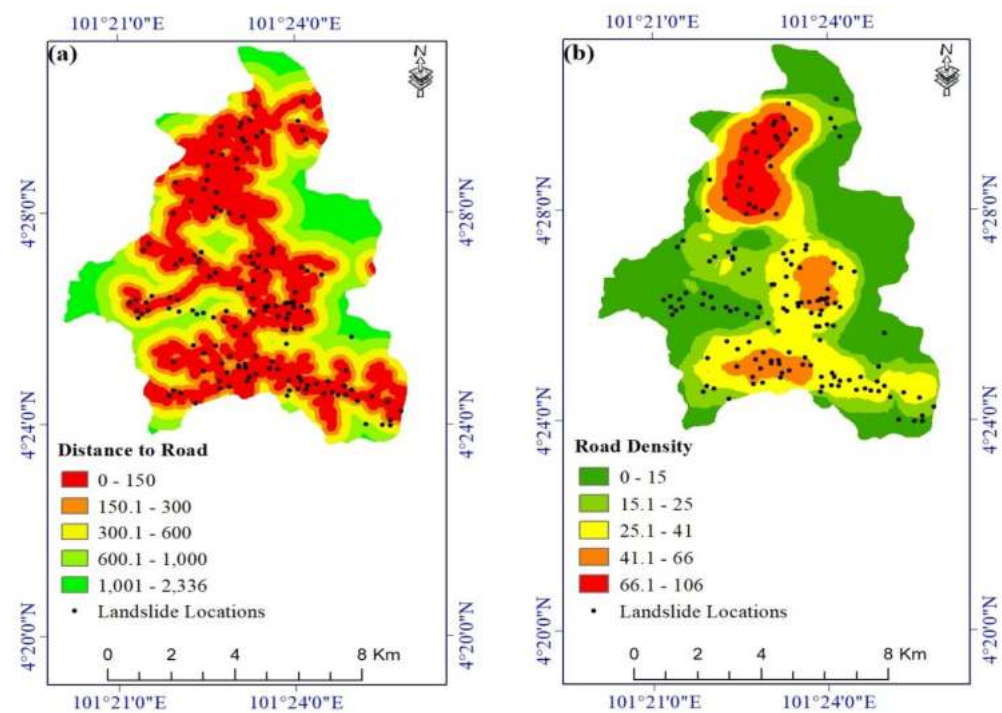 101°21'0"E 101°24'0"E
(a)
N
4°28'0"N
4°24'0"N
4°20'0"N
4°28'0"N
4°24'0"N
4°20'0"N
Distance to Road
0 - 150
150.1 - 300
300.1 - 600
600.1 - 1,000
1,001 - 2,336
Landslide Locations
0 2 4 8 Km
101°21'0"E 101°24'0"E
101°21'0"E 101°24'0"E
(b)
N
4°28'0"N
4°24'0"N
4°20'0"N
4°28'0"N
4°24'0"N
4°20'0"N
Road Density
0 - 15
15.1 - 25
25.1 - 41
41.1 - 66
66.1 - 106
Landslide Locations
0 2 4 8 Km
101°21'0"E 101°24'0"E